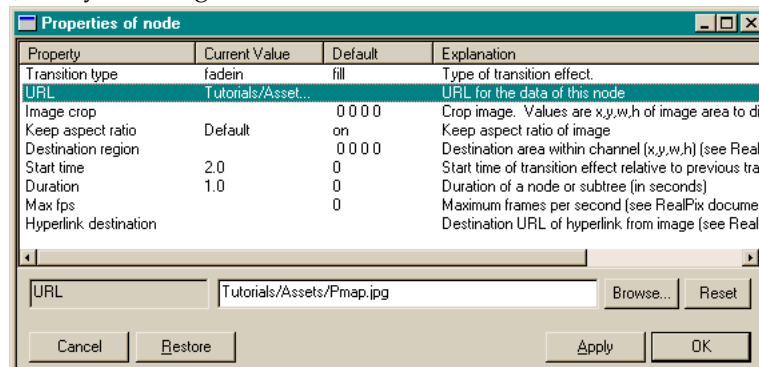 Properties of node
Property Current Value Default Explanation
Transition type fadein fill Type of transition effect.
URL Tutorials/Asset... URL for the data of this node
Image crop 0 0 0 0 Crop image. Values are x,y,w,h of image area to di
Keep aspect ratio Default on Keep aspect ratio of image
Destination region 0 0 0 0 Destination area within channel (x,y,w,h) (see Real
Start time 2.0 0 Start time of transition effect relative to previous tra
Duration 1.0 0 Duration of a node or subtree (in seconds)
Max fps 0 Maximum frames per second (see RealPix docume
Hyperlink destination Destination URL of hyperlink from image (see Real
URL Tutorials/Assets/Pmap.jpg Browse... Reset
Cancel Restore Apply OK